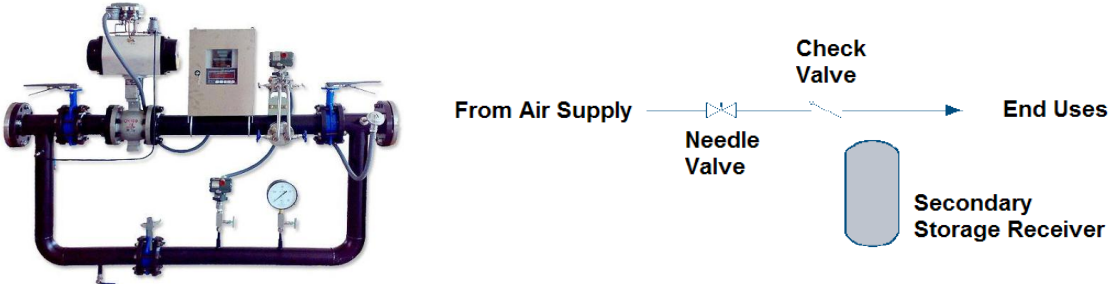 Check
Valve
From Air Supply
End Uses
Needle
Valve
Secondary
Storage Receiver